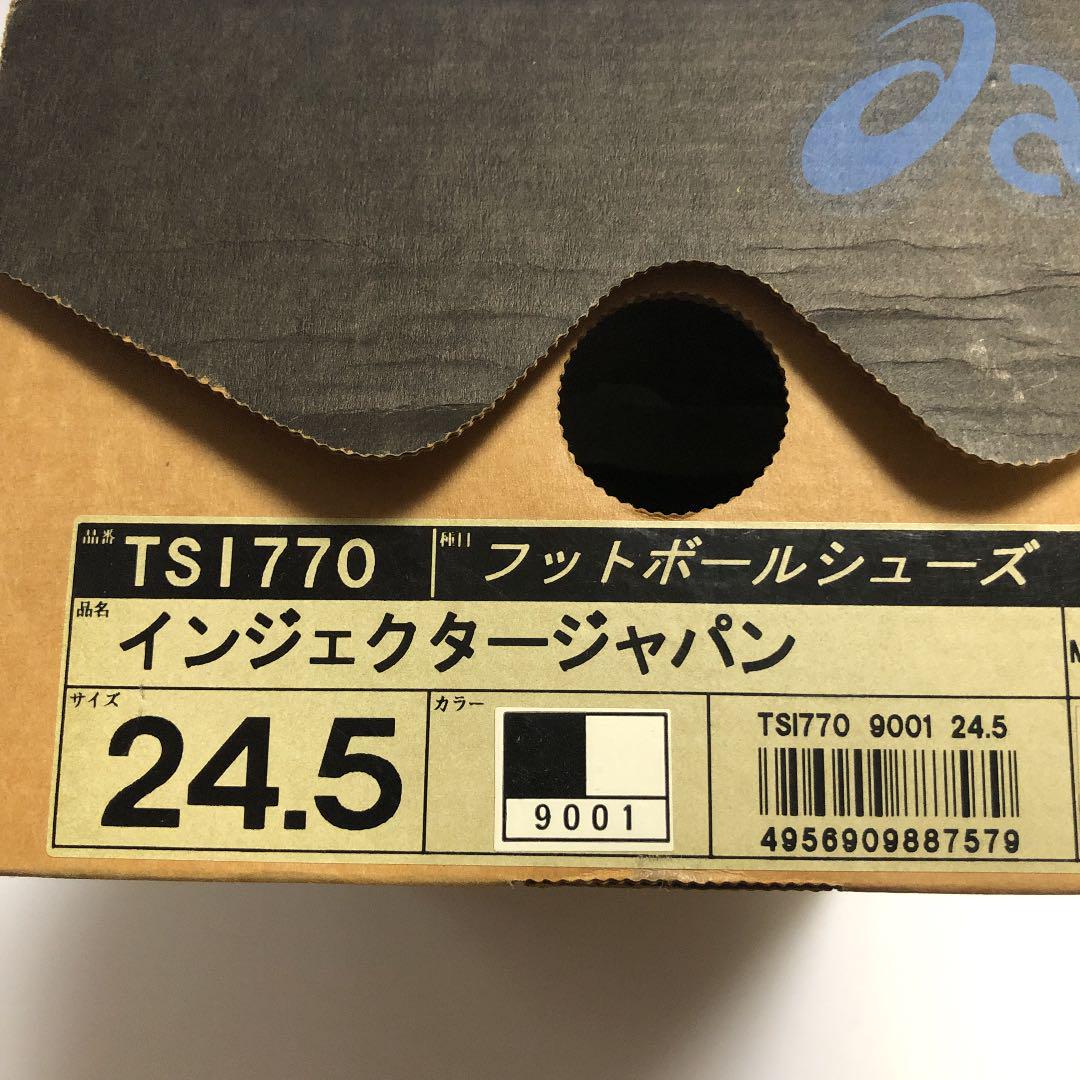 a
品番 TSI770 種目 フットボールシューズ
品名 インジェクタージャパン
サイズ 24.5 カラー 9001
TSI770 9001 24.5
4956909887579